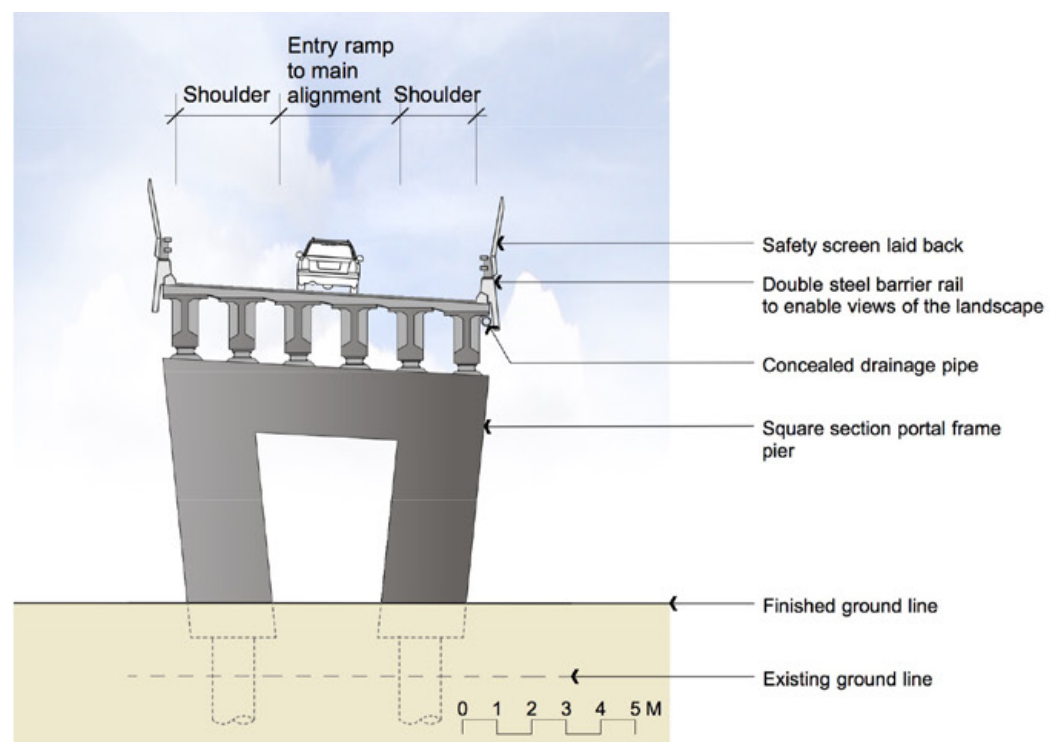 Entry ramp
to main
Shoulder alignment Shoulder
Safety screen laid back
Double steel barrier rail
to enable views of the landscape
Concealed drainage pipe
Square section portal frame
pier
Finished ground line
Existing ground line
0 1 2 3 4 5 M